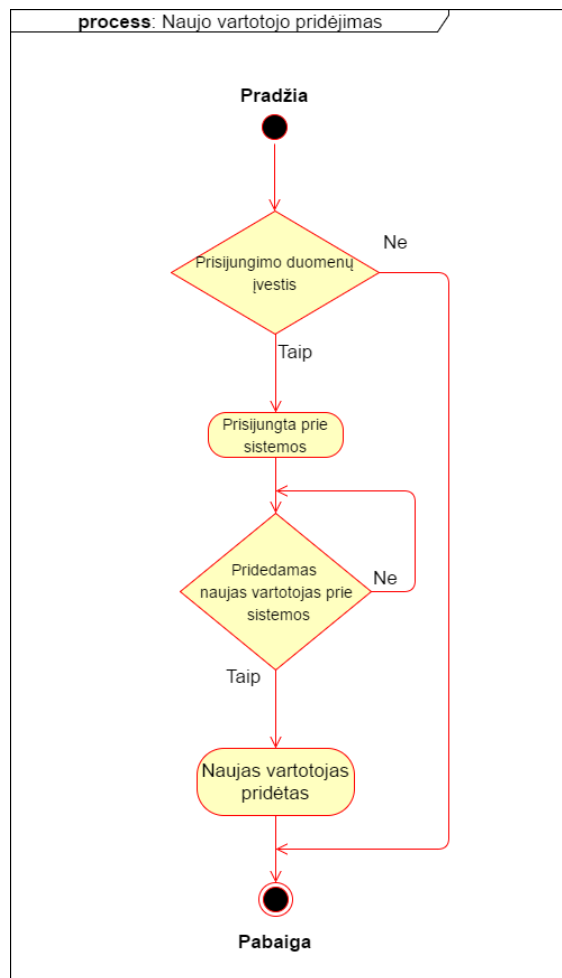 process: Naujo vartotojo pridėjimas
Pradžia
Ne
Prisijungimo duomenų
įvestis
Taip
Prisijungta prie
sistemos
Pridedamas
naujas vartotojas prie
sistemos
Ne
Taip
Naujas vartotojas
pridėtas
Pabaiga